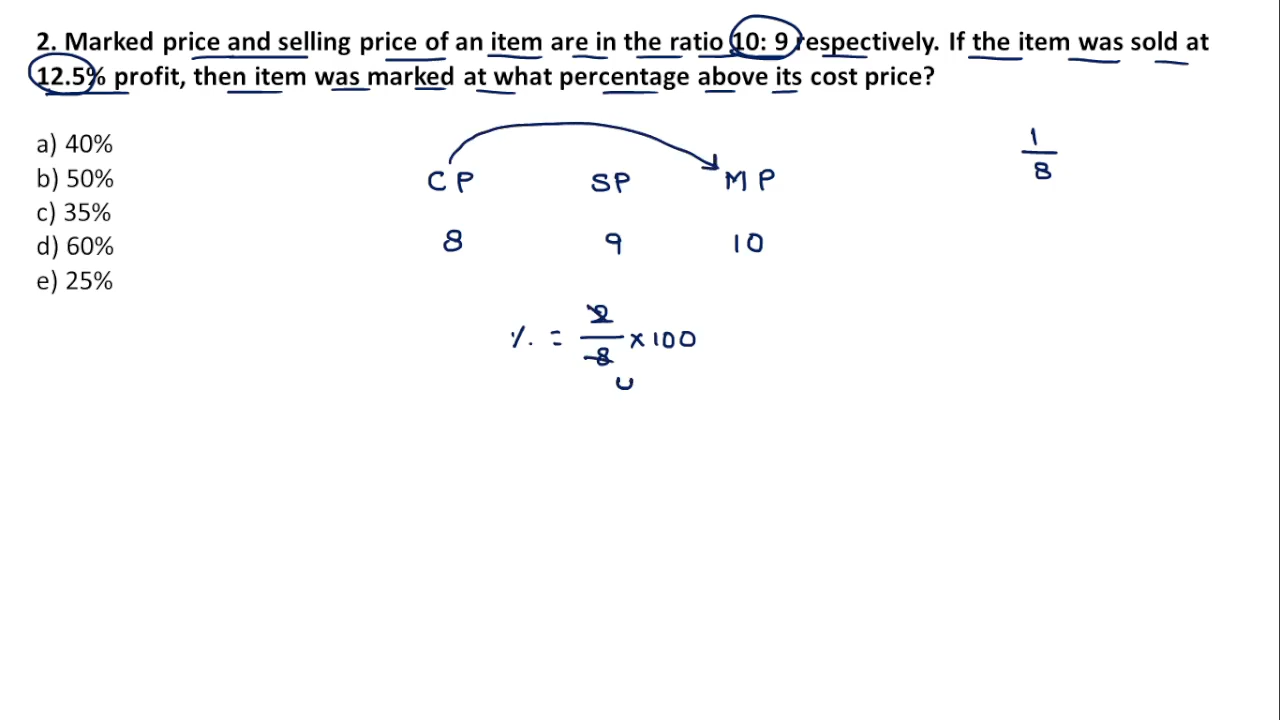 2. Marked price and selling price of an item are in the ratio 10: 9 respectively. If the item was sold at
12.5% profit, then item was marked at what percentage above its cost price?
a) 40%
b) 50%
c) 35%
d) 60%
e) 25%
1
8
CP SP MP
8 9 10
% = 2/8 × 100